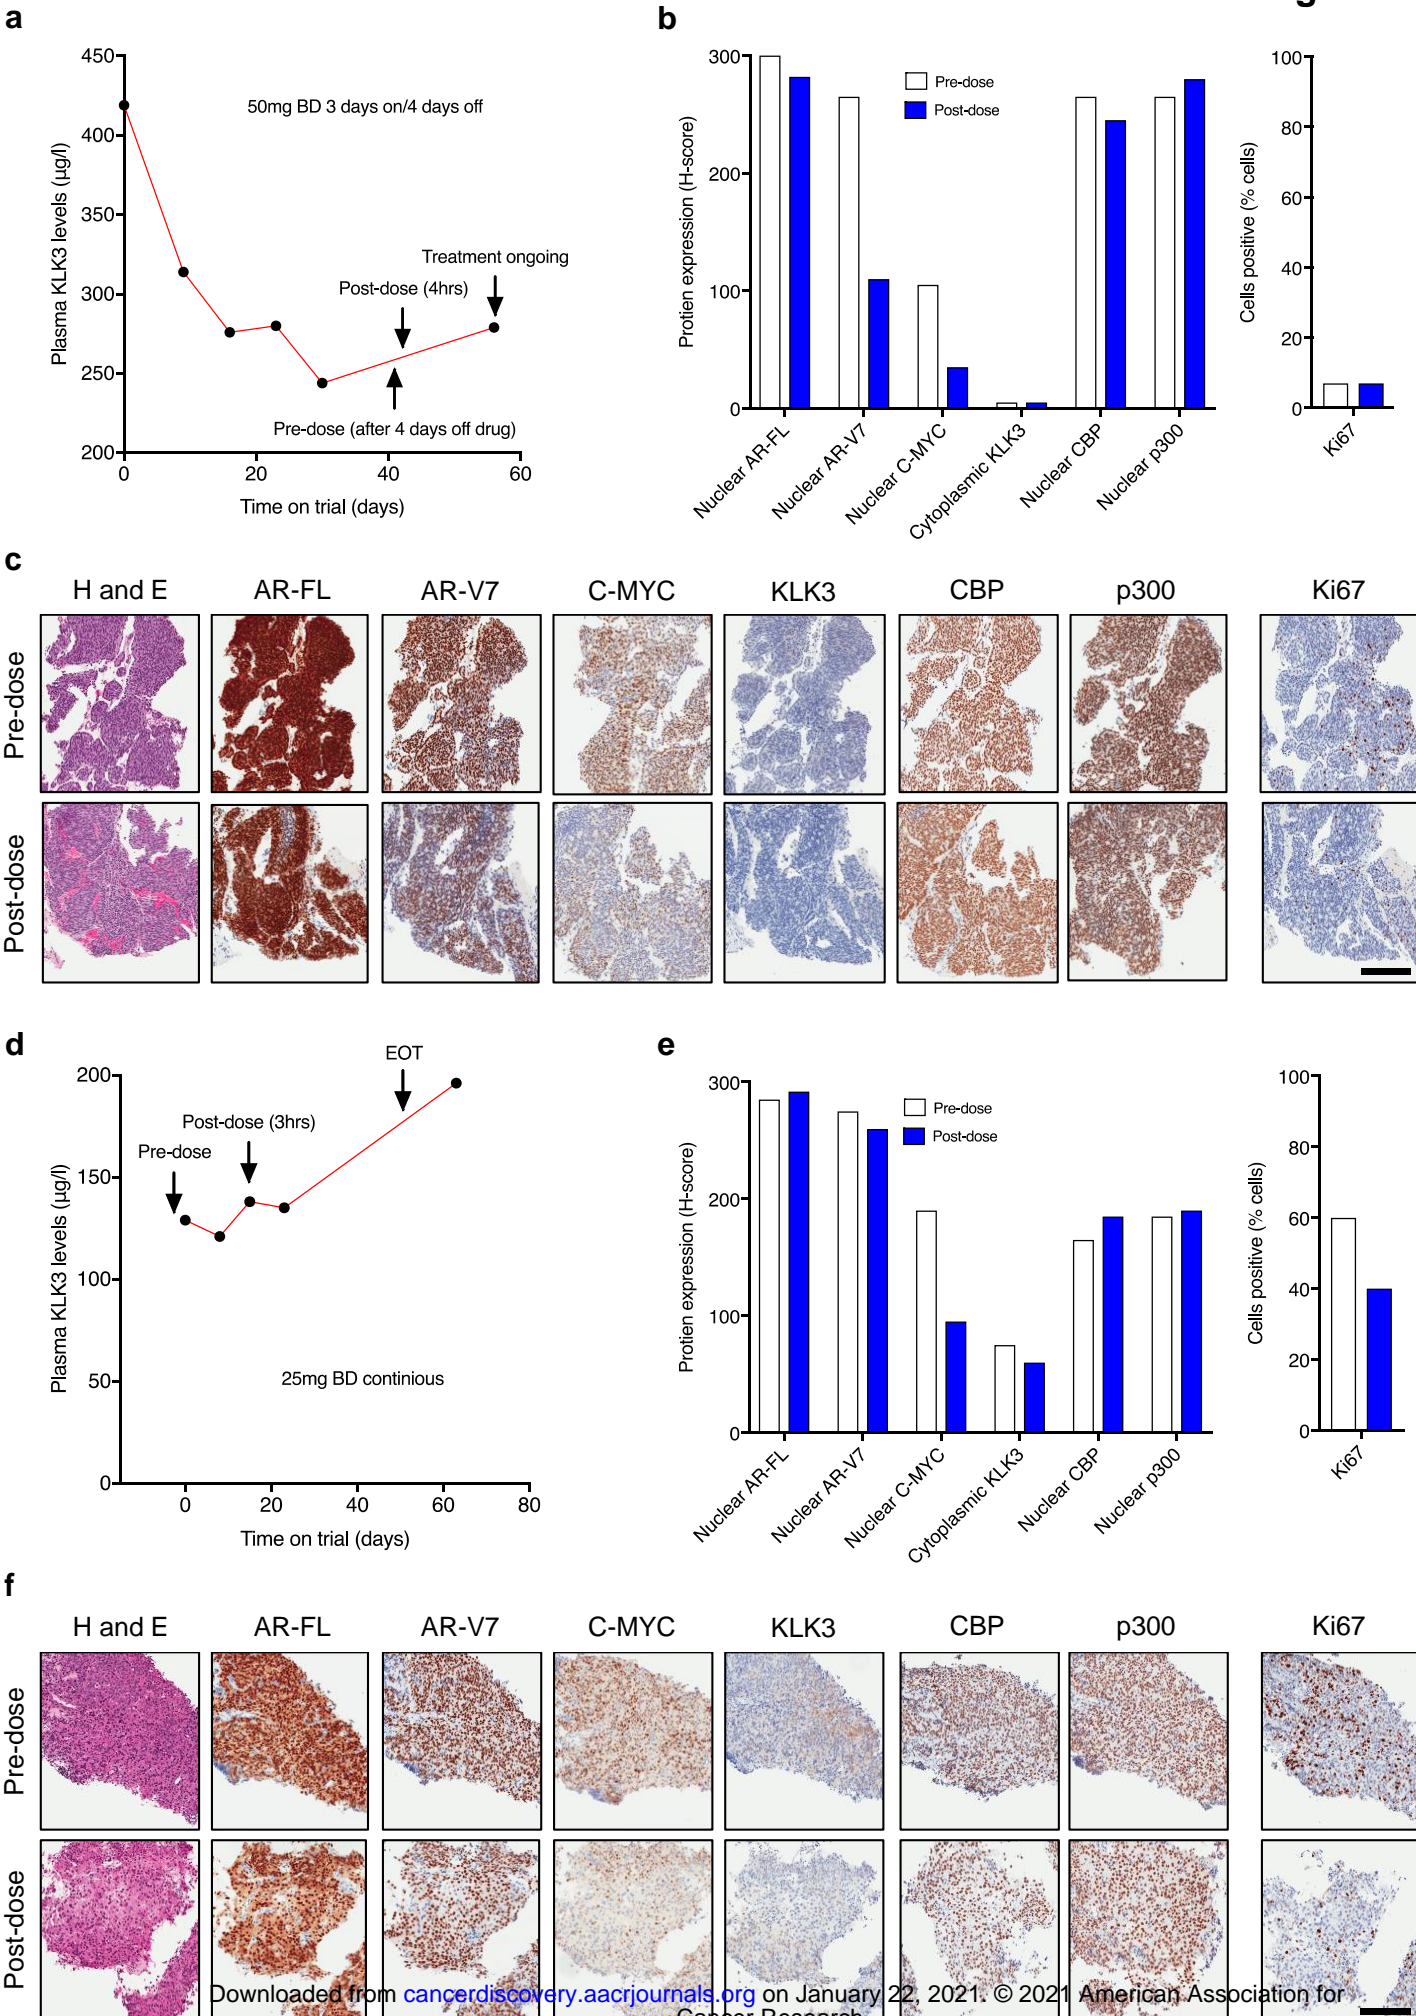 a
450
400
350
300
250
200
Plasma KLK3 levels (µg/l)
50mg BD 3 days on/4 days off
Treatment ongoing
Post-dose (4hrs)
Pre-dose (after 4 days off drug)
0 20 40 60
Time on trial (days)
b
300
200
100
0
Protien expression (H-score)
Pre-dose
Post-dose
Nuclear AR-FL
Nuclear AR-V7
Nuclear C-MYC
Cytoplasmic KLK3
Nuclear CBP
Nuclear p300
100
80
60
40
20
0
Cells positive (% cells)
Ki67
c
H and E AR-FL AR-V7 C-MYC KLK3 CBP p300 Ki67
Pre-dose
Post-dose
d
200
150
100
50
0
Plasma KLK3 levels (µg/l)
EOT
Post-dose (3hrs)
Pre-dose
25mg BD continious
0 20 40 60 80
Time on trial (days)
e
300
200
100
0
Protien expression (H-score)
Pre-dose
Post-dose
Nuclear AR-FL
Nuclear AR-V7
Nuclear C-MYC
Cytoplasmic KLK3
Nuclear CBP
Nuclear p300
100
80
60
40
20
0
Cells positive (% cells)
Ki67
f
H and E AR-FL AR-V7 C-MYC KLK3 CBP p300 Ki67
Pre-dose
Post-dose
Downloaded from cancerdiscovery.aacrjournals.org on January 22, 2021. © 2021 American Association for
Cancer Research